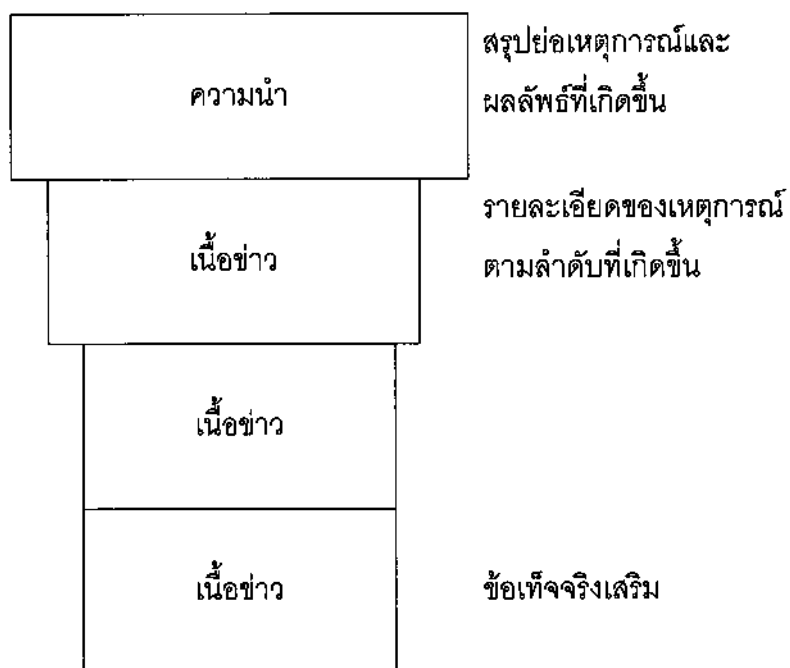 ความนำ
สรุปย่อเหตุการณ์และ
ผลลัพธ์ที่เกิดขึ้น
เนื้อข่าว
รายละเอียดของเหตุการณ์
ตามลำดับที่เกิดขึ้น
เนื้อข่าว
เนื้อข่าว
ข้อเท็จจริงเสริม